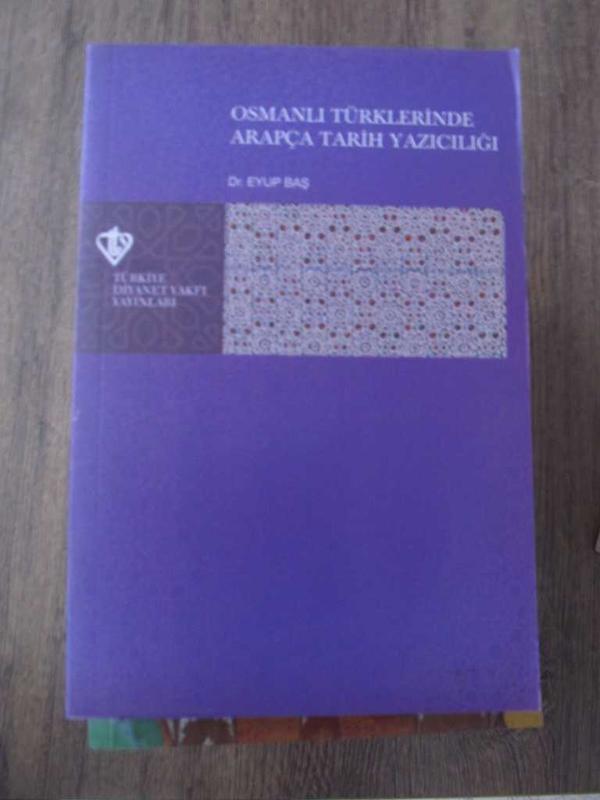 OSMANLI TÜRKLERİNDE
ARAPÇA TARİH YAZICILIĞI
Dr. EYUP BAŞ
TÜRKİYE
DİYANET VAKFI
YAYINLARI